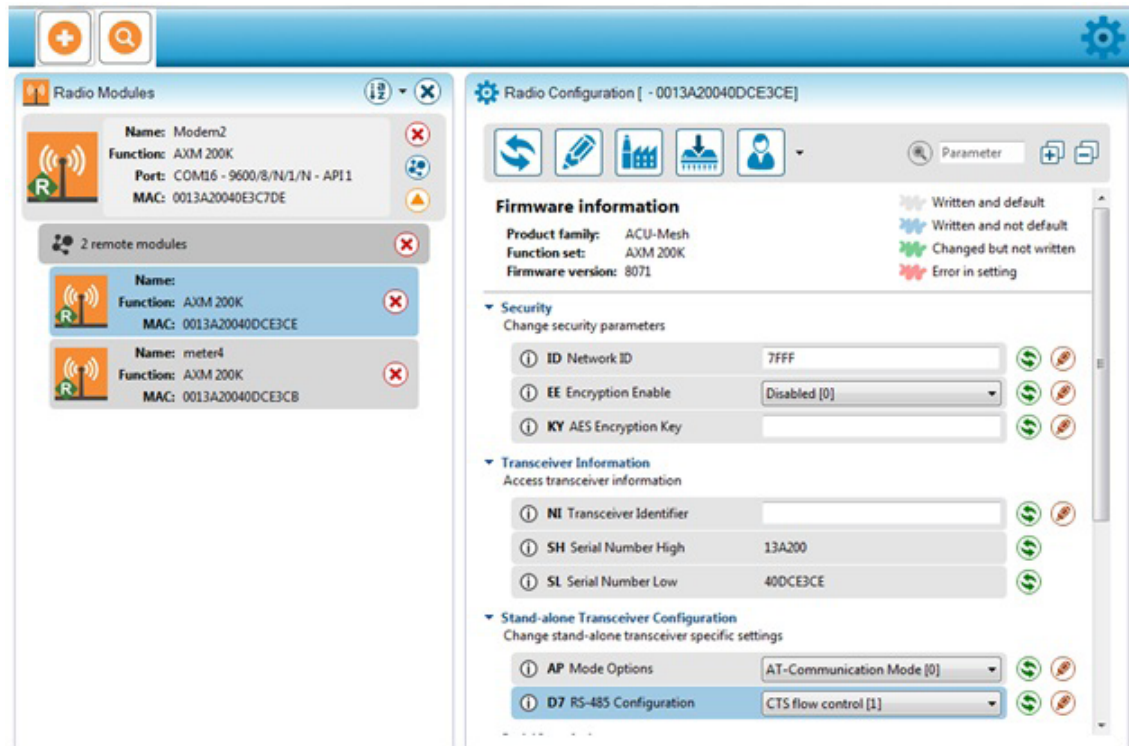 Radio Modules
Name: Modem2
Function: AXM 200K
Port: COM16 - 9600/8/N/1/N - API 1
MAC: 0013A20040E3C7DE
2 remote modules
Name:
Function: AXM 200K
MAC: 0013A20040DCE3CE
Name: meter4
Function: AXM 200K
MAC: 0013A20040DCE3CB
Radio Configuration [ - 0013A20040DCE3CE]
Parameter
Firmware information
Product family: ACU-Mesh
Function set: AXM 200K
Firmware version: 8071
Written and default
Written and not default
Changed but not written
Error in setting
Security
Change security parameters
ID Network ID 7FFF
EE Encryption Enable Disabled [0]
KY AES Encryption Key
Transceiver Information
Access transceiver information
NI Transceiver Identifier
SH Serial Number High 13A200
SL Serial Number Low 40DCE3CE
Stand-alone Transceiver Configuration
Change stand-alone transceiver specific settings
AP Mode Options AT-Communication Mode [0]
D7 RS-485 Configuration CTS flow control [1]